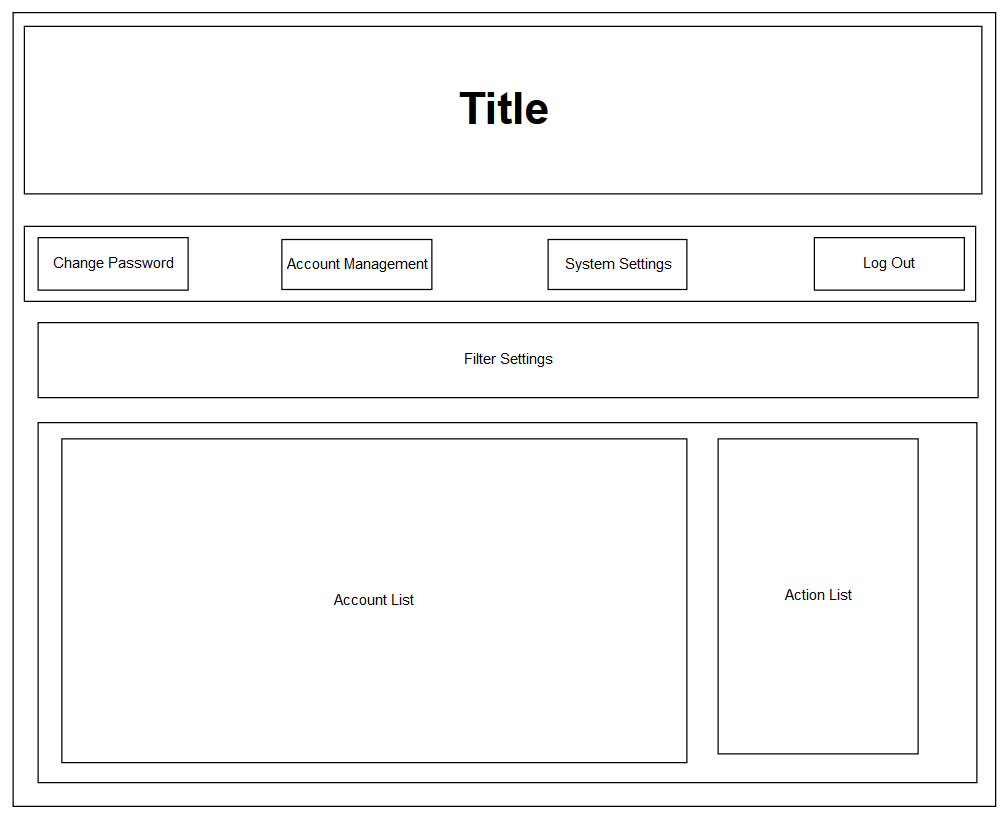 Title
Change Password
Account Management
System Settings
Log Out
Filter Settings
Account List
Action List